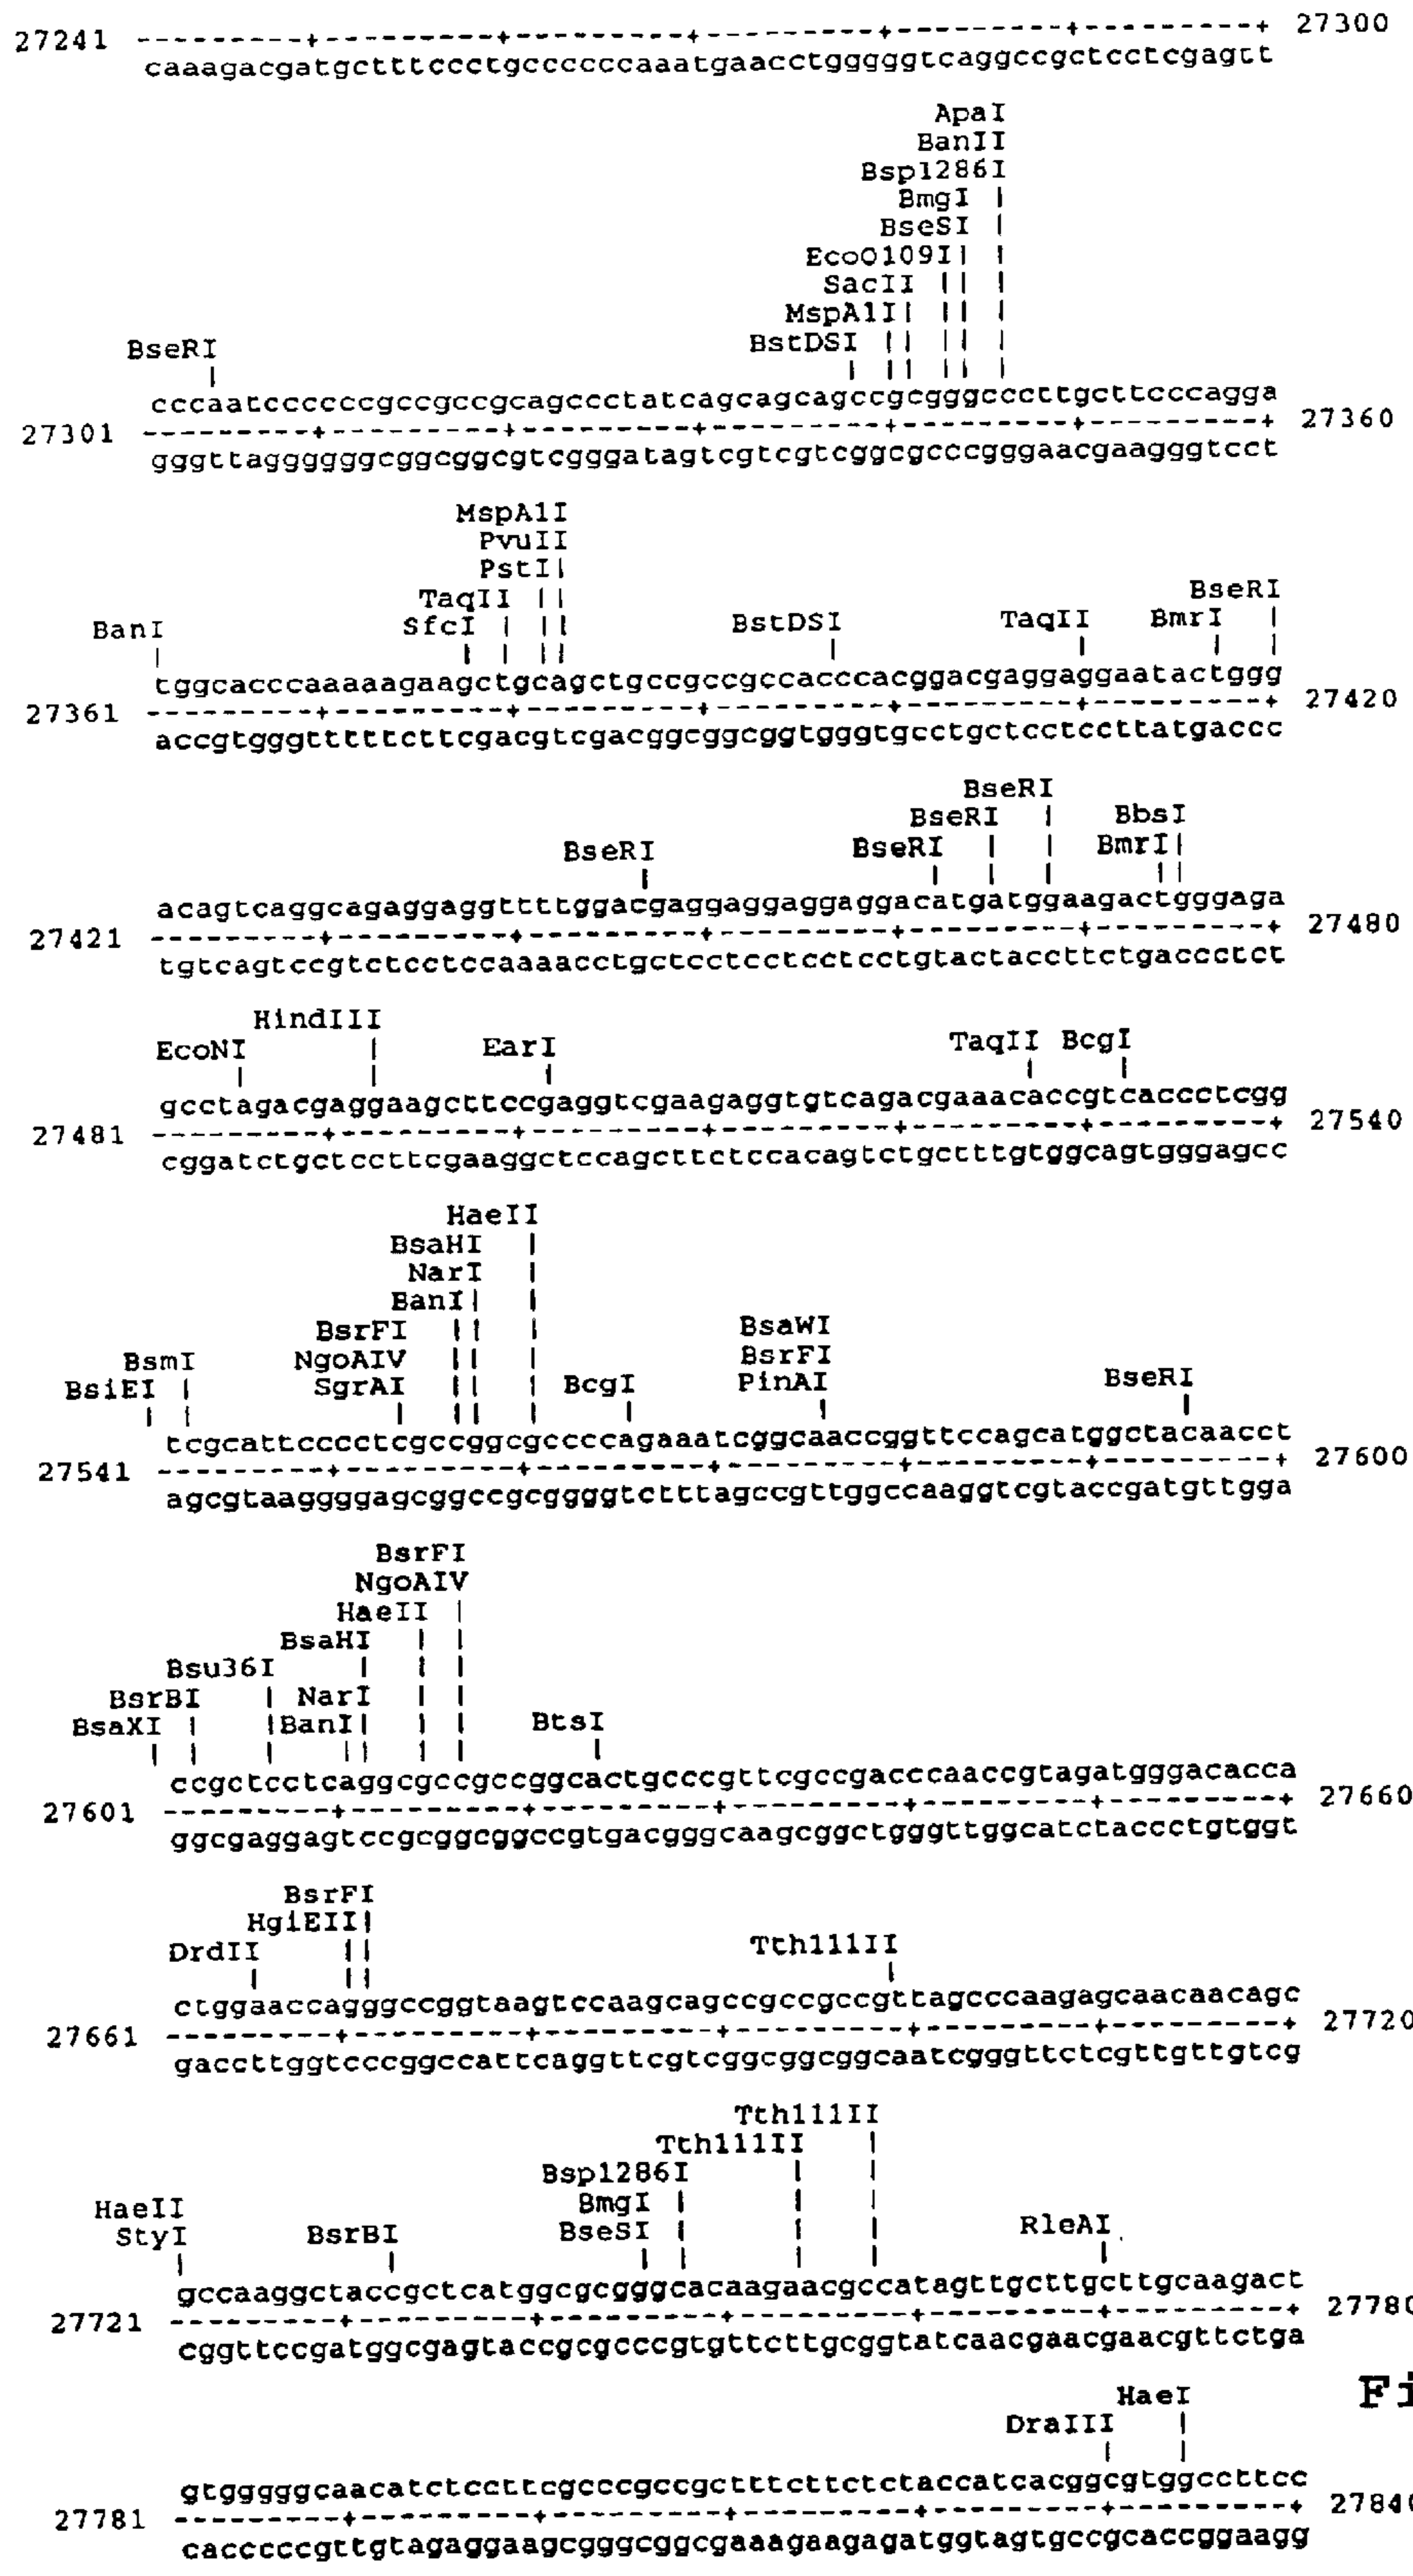 27241 ---------+---------+---------+---------+---------+---------+ 27300
caaagacgatgctttccctgccccccaaatgaacctgggggtcaggccgctcctcgagtt
ApaI
BanII
Bsp1286I
BmgI |
BseSI |
EcoO109I| |
SacII || |
MspA1I| || |
BstDSI || || |
BseRI
| | || || |
cccaatccccccgccgccgcagccctatcagcagcagccgcgggcccttgcttcccagga
27301 ---------+---------+---------+---------+---------+---------+ 27360
gggttaggggggcggcggcgtcgggatagtcgtcgtcggcgcccgggaacgaagggtcct
MspA1I
PvuII
PstI|
TaqII || BseRI
BanI SfcI | || BstDSI TaqII BmrI |
| | | || | | | |
tggcacccaaaaagaagctgcagctgccgccgccacccacggacgaggaggaatactggg
27361 ---------+---------+---------+---------+---------+---------+ 27420
accgtgggtttttcttcgacgtcgacggcggcggtgggtgcctgctcctccttatgaccc
BseRI
BseRI | BbsI
BseRI BseRI | | BmrI|
| | | | ||
acagtcaggcagaggaggttttggacgaggaggaggaggacatgatggaagactgggaga
27421 ---------+---------+---------+---------+---------+---------+ 27480
tgtcagtccgtctcctccaaaacctgctcctcctcctcctgtactaccttctgaccctct
HindIII
EcoNI | EarI TaqII BcgI
| | | | |
gcctagacgaggaagcttccgaggtcgaagaggtgtcagacgaaacaccgtcaccctcgg
27481 ---------+---------+---------+---------+---------+---------+ 27540
cggatctgctccttcgaaggctccagcttctccacagtctgctttgtggcagtgggagcc
HaeII
BsaHI |
NarI |
BanI| |
BsrFI || | BsaWI
BsmI NgoAIV || | BsrFI
BsiEI | SgrAI || | BcgI PinAI BseRI
| | | || | | | |
tcgcattcccctcgccggcgccccagaaatcggcaaccggttccagcatggctacaacct
27541 ---------+---------+---------+---------+---------+---------+ 27600
agcgtaaggggagcggccgcggggtctttagccgttggccaaggtcgtaccgatgttgga
BsrFI
NgoAIV
HaeII |
BsaHI | |
Bsu36I | | |
BsrBI | NarI | |
BsaXI | |BanI| | | BtsI
| | | || | | |
ccgctcctcaggcgccgccggcactgcccgttcgccgacccaaccgtagatgggacacca
27601 ---------+---------+---------+---------+---------+---------+ 27660
ggcgaggagtccgcggcggccgtgacgggcaagcggctgggttggcatctaccctgtggt
BsrFI
HgiEII|
DrdII || Tth111II
| || |
ctggaaccagggccggtaagtccaagcagccgccgccgttagcccaagagcaacaacagc
27661 ---------+---------+---------+---------+---------+---------+ 27720
gaccttggtcccggccattcaggttcgtcggcggcggcaatcgggttctcgttgttgtcg
Tth111II
Tth111II |
Bsp1286I | |
HaeII BmgI | | |
StyI BsrBI BseSI | | | RleAI
| | | | | | |
gccaaggctaccgctcatggcgcgggcacaagaacgccatagttgcttgcttgcaagact
27721 ---------+---------+---------+---------+---------+---------+ 27780
cggttccgatggcgagtaccgcgcccgtgttcttgcggtatcaacgaacgaacgttctga
HaeI Fi
DraIII |
| |
gtgggggcaacatctccttcgcccgccgctttcttctctaccatcacggcgtggccttcc
27781 ---------+---------+---------+---------+---------+---------+ 27840
cacccccgttgtagaggaagcgggcggcgaaagaagagatggtagtgccgcaccggaagg